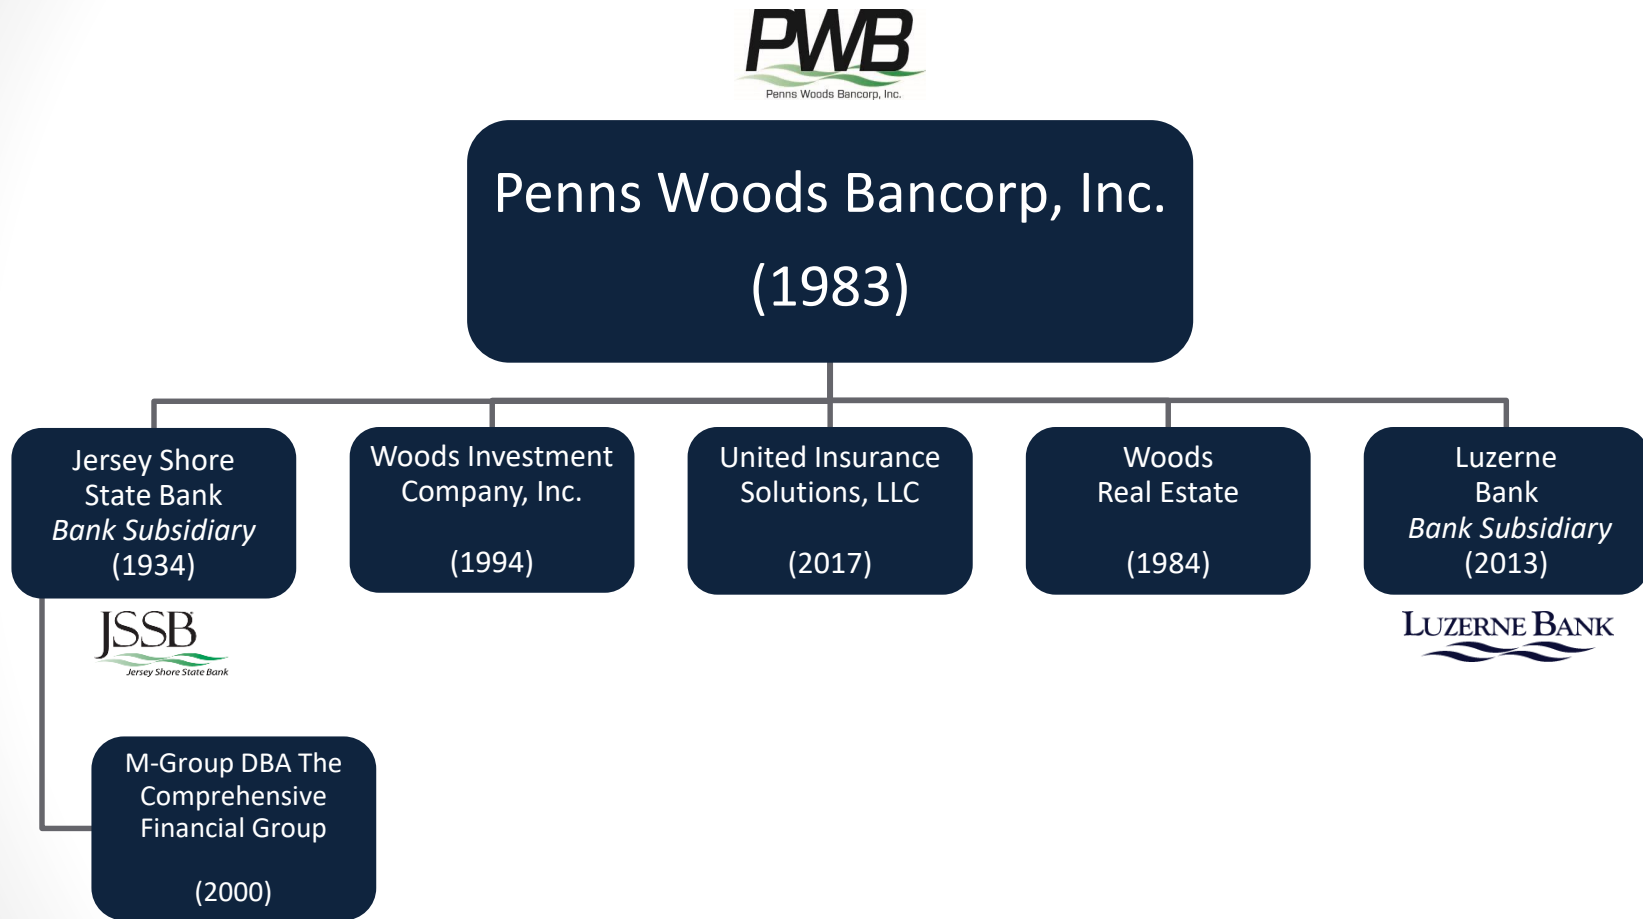 PWB
Penns Woods Bancorp, Inc.
Penns Woods Bancorp, Inc.
(1983)
Jersey Shore
State Bank
Bank Subsidiary
(1934)
Woods Investment
Company, Inc.
(1994)
United Insurance
Solutions, LLC
(2017)
Woods
Real Estate
(1984)
Luzerne
Bank
Bank Subsidiary
(2013)
JSSB
Jersey Shore State Bank
LUZERNE BANK
M-Group DBA The
Comprehensive
Financial Group
(2000)